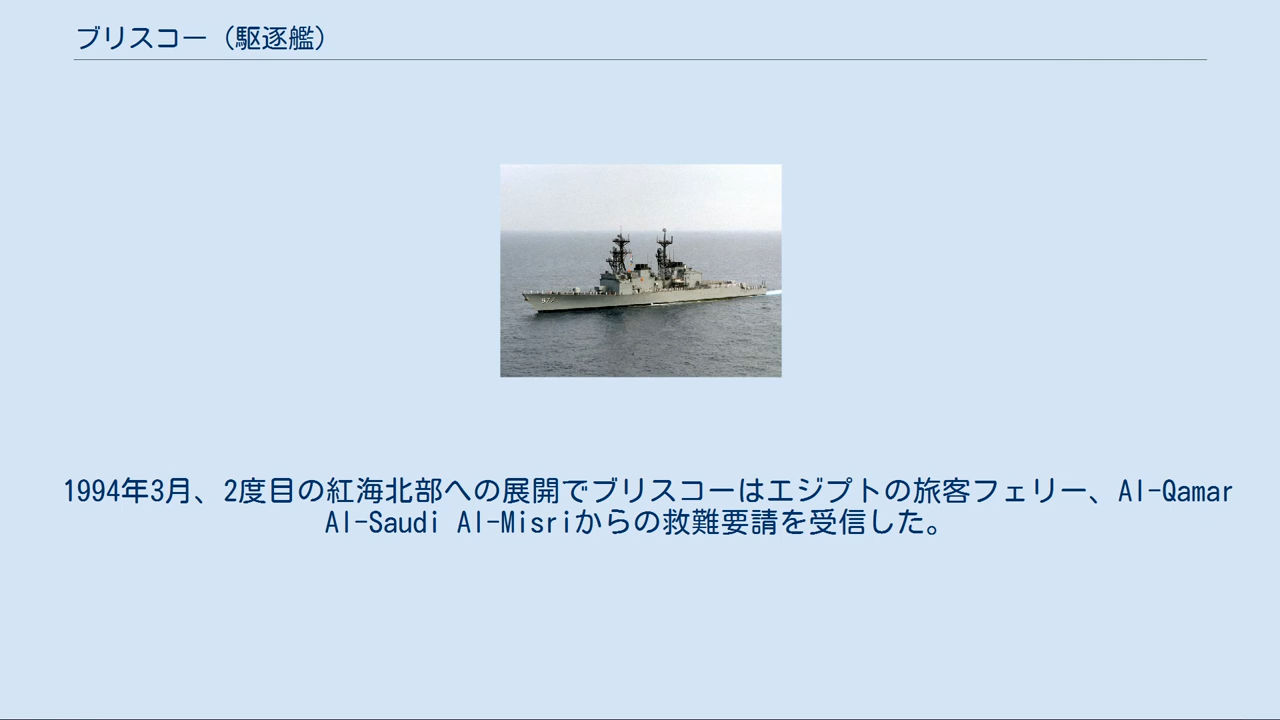 ブリスコー（駆逐艦）
1994年3月、2度目の紅海北部への展開でブリスコーはエジプトの旅客フェリー、Al-Qamar
Al-Saudi Al-Misriからの救難要請を受信した。